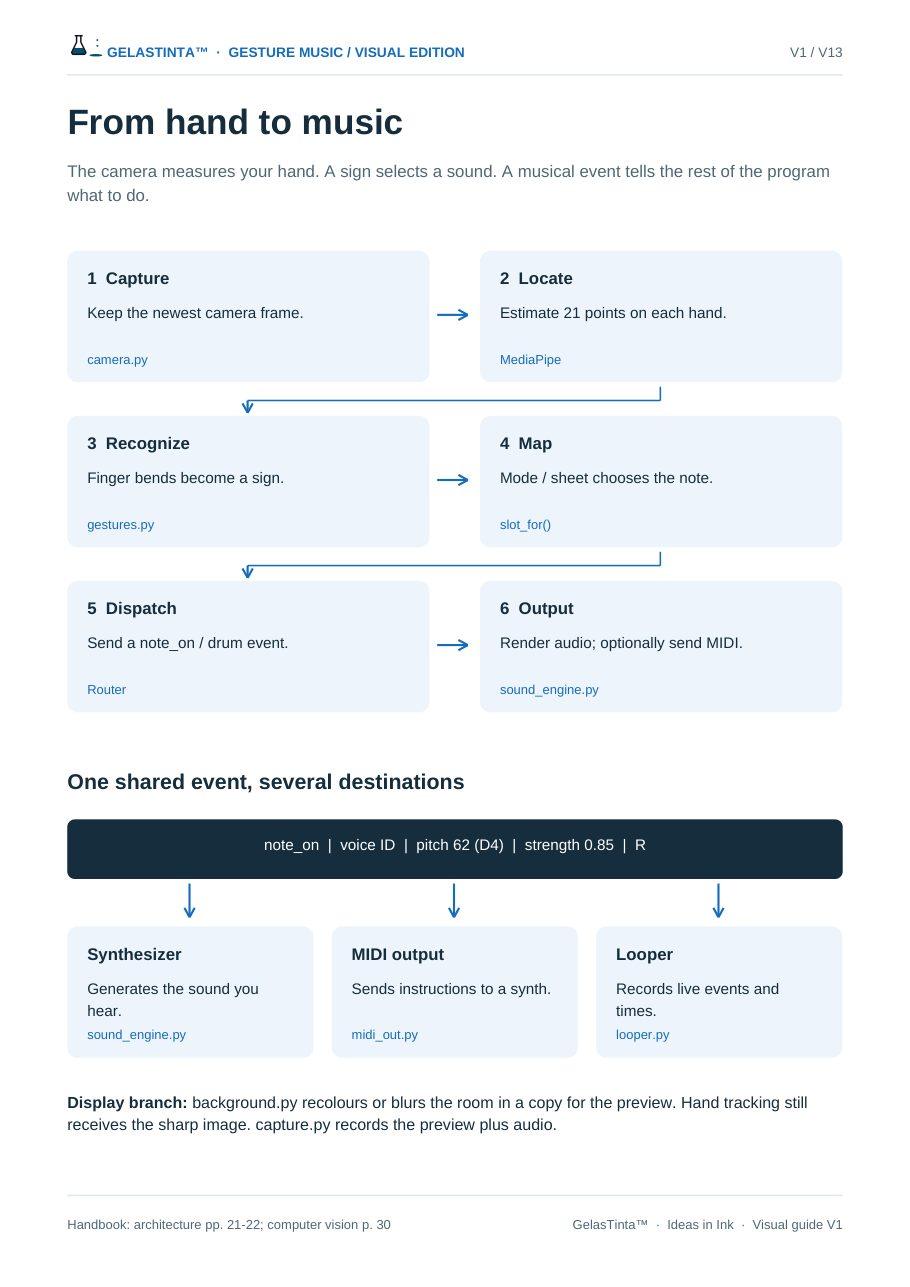 GELASTINTA™ · GESTURE MUSIC / VISUAL EDITION
V1 / V13
From hand to music
The camera measures your hand. A sign selects a sound. A musical event tells the rest of the program
what to do.
1 Capture
Keep the newest camera frame.
camera.py
2 Locate
Estimate 21 points on each hand.
MediaPipe
3 Recognize
Finger bends become a sign.
gestures.py
4 Map
Mode / sheet chooses the note.
slot_for()
5 Dispatch
Send a note_on / drum event.
Router
6 Output
Render audio; optionally send MIDI.
sound_engine.py
One shared event, several destinations
note_on | voice ID | pitch 62 (D4) | strength 0.85 | R
Synthesizer
Generates the sound you
hear.
sound_engine.py
MIDI output
Sends instructions to a synth.
midi_out.py
Looper
Records live events and
times.
looper.py
Display branch: background.py recolours or blurs the room in a copy for the preview. Hand tracking still
receives the sharp image. capture.py records the preview plus audio.
Handbook: architecture pp. 21-22; computer vision p. 30
GelasTinta™ · Ideas in Ink · Visual guide V1